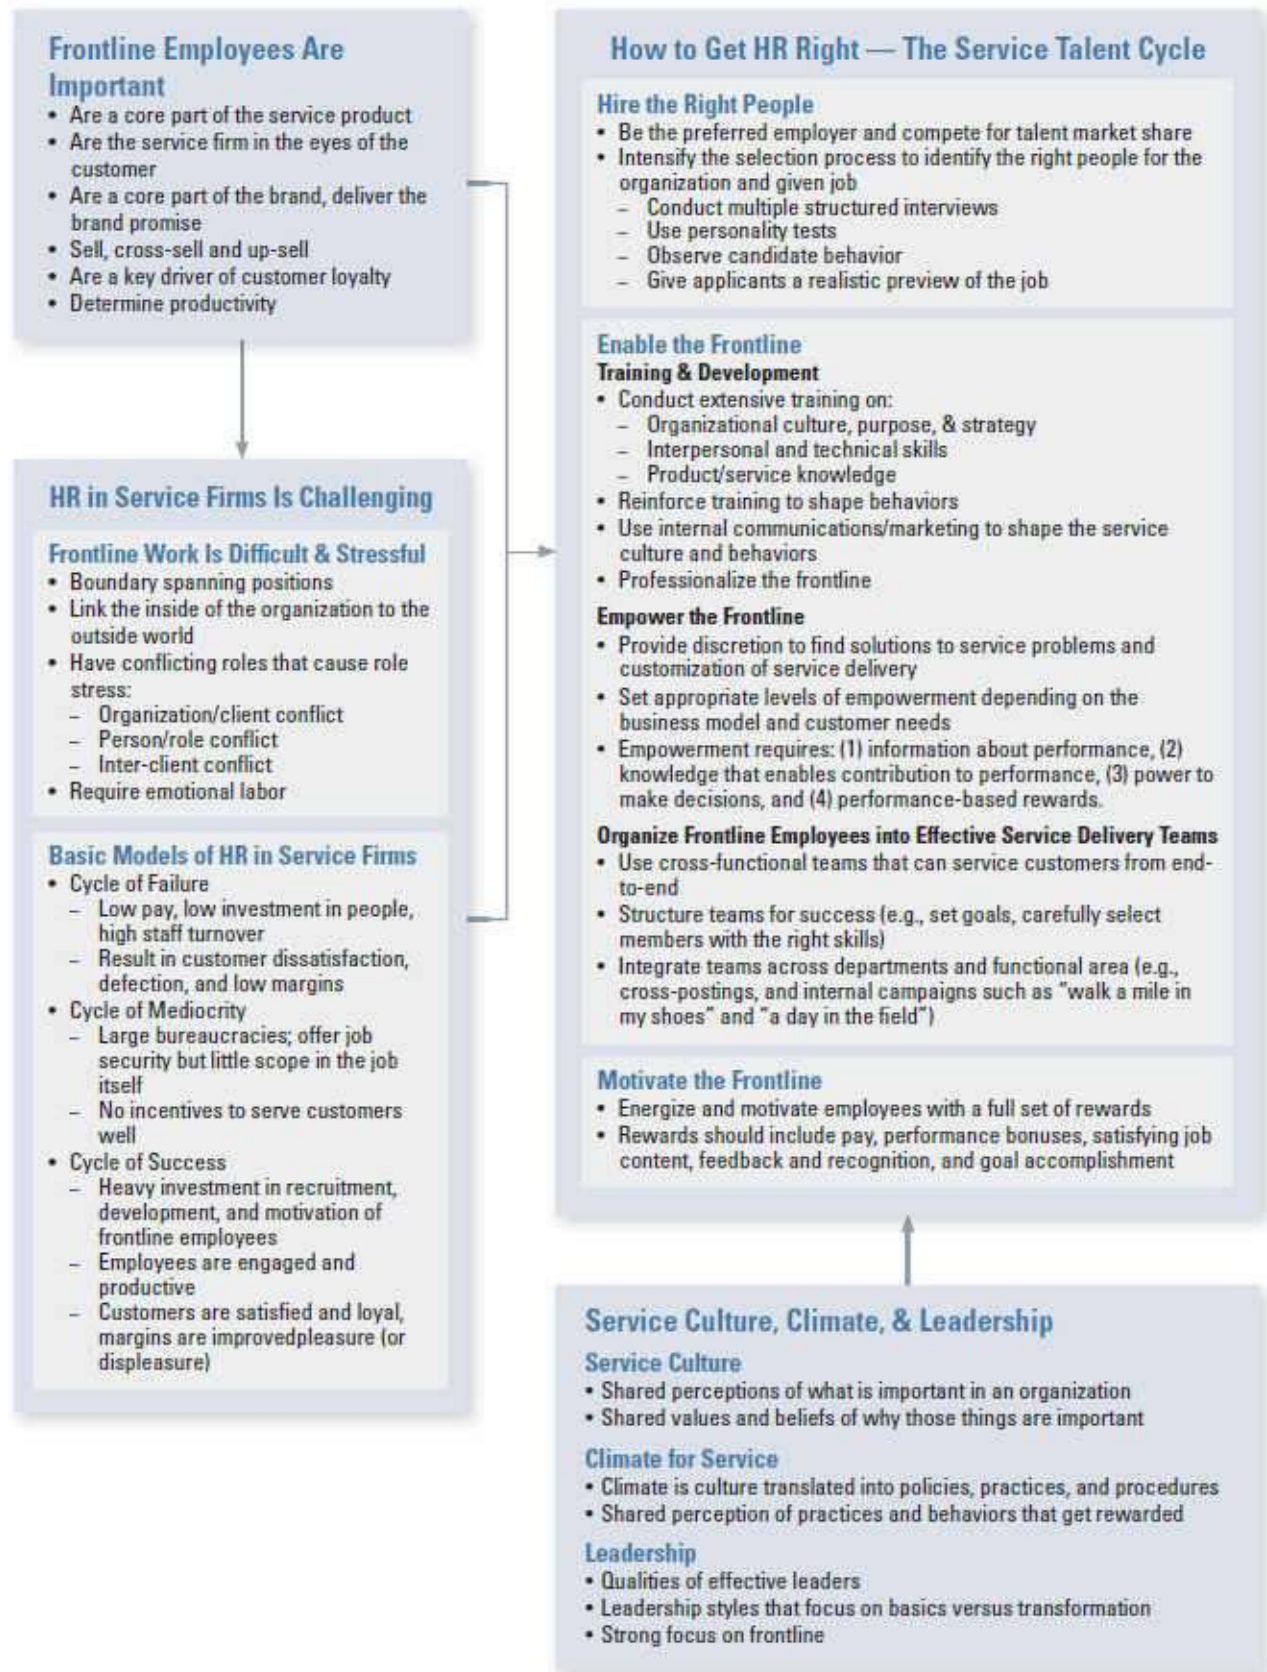 Frontline Employees Are
Important
• Are a core part of the service product
• Are the service firm in the eyes of the
customer
• Are a core part of the brand, deliver the
brand promise
• Sell, cross-sell and up-sell
• Are a key driver of customer loyalty
• Determine productivity
HR in Service Firms Is Challenging
Frontline Work Is Difficult & Stressful
• Boundary spanning positions
• Link the inside of the organization to the
outside world
• Have conflicting roles that cause role
stress:
– Organization/client conflict
– Person/role conflict
– Inter-client conflict
• Require emotional labor
Basic Models of HR in Service Firms
• Cycle of Failure
– Low pay, low investment in people,
high staff turnover
– Result in customer dissatisfaction,
defection, and low margins
• Cycle of Mediocrity
– Large bureaucracies; offer job
security but little scope in the job
itself
– No incentives to serve customers
well
• Cycle of Success
– Heavy investment in recruitment,
development, and motivation of
frontline employees
– Employees are engaged and
productive
– Customers are satisfied and loyal,
margins are improvedpleasure (or
displeasure)
How to Get HR Right — The Service Talent Cycle
Hire the Right People
• Be the preferred employer and compete for talent market share
• Intensify the selection process to identify the right people for the
organization and given job
– Conduct multiple structured interviews
– Use personality tests
– Observe candidate behavior
– Give applicants a realistic preview of the job
Enable the Frontline
Training & Development
• Conduct extensive training on:
– Organizational culture, purpose, & strategy
– Interpersonal and technical skills
– Product/service knowledge
• Reinforce training to shape behaviors
• Use internal communications/marketing to shape the service
culture and behaviors
• Professionalize the frontline
Empower the Frontline
• Provide discretion to find solutions to service problems and
customization of service delivery
• Set appropriate levels of empowerment depending on the
business model and customer needs
• Empowerment requires: (1) information about performance, (2)
knowledge that enables contribution to performance, (3) power to
make decisions, and (4) performance-based rewards.
Organize Frontline Employees into Effective Service Delivery Teams
• Use cross-functional teams that can service customers from end-
to-end
• Structure teams for success (e.g., set goals, carefully select
members with the right skills)
• Integrate teams across departments and functional area (e.g.,
cross-postings, and internal campaigns such as "walk a mile in
my shoes" and "a day in the field")
Motivate the Frontline
• Energize and motivate employees with a full set of rewards
• Rewards should include pay, performance bonuses, satisfying job
content, feedback and recognition, and goal accomplishment
Service Culture, Climate, & Leadership
Service Culture
• Shared perceptions of what is important in an organization
• Shared values and beliefs of why those things are important
Climate for Service
• Climate is culture translated into policies, practices, and procedures
• Shared perception of practices and behaviors that get rewarded
Leadership
• Qualities of effective leaders
• Leadership styles that focus on basics versus transformation
• Strong focus on frontline